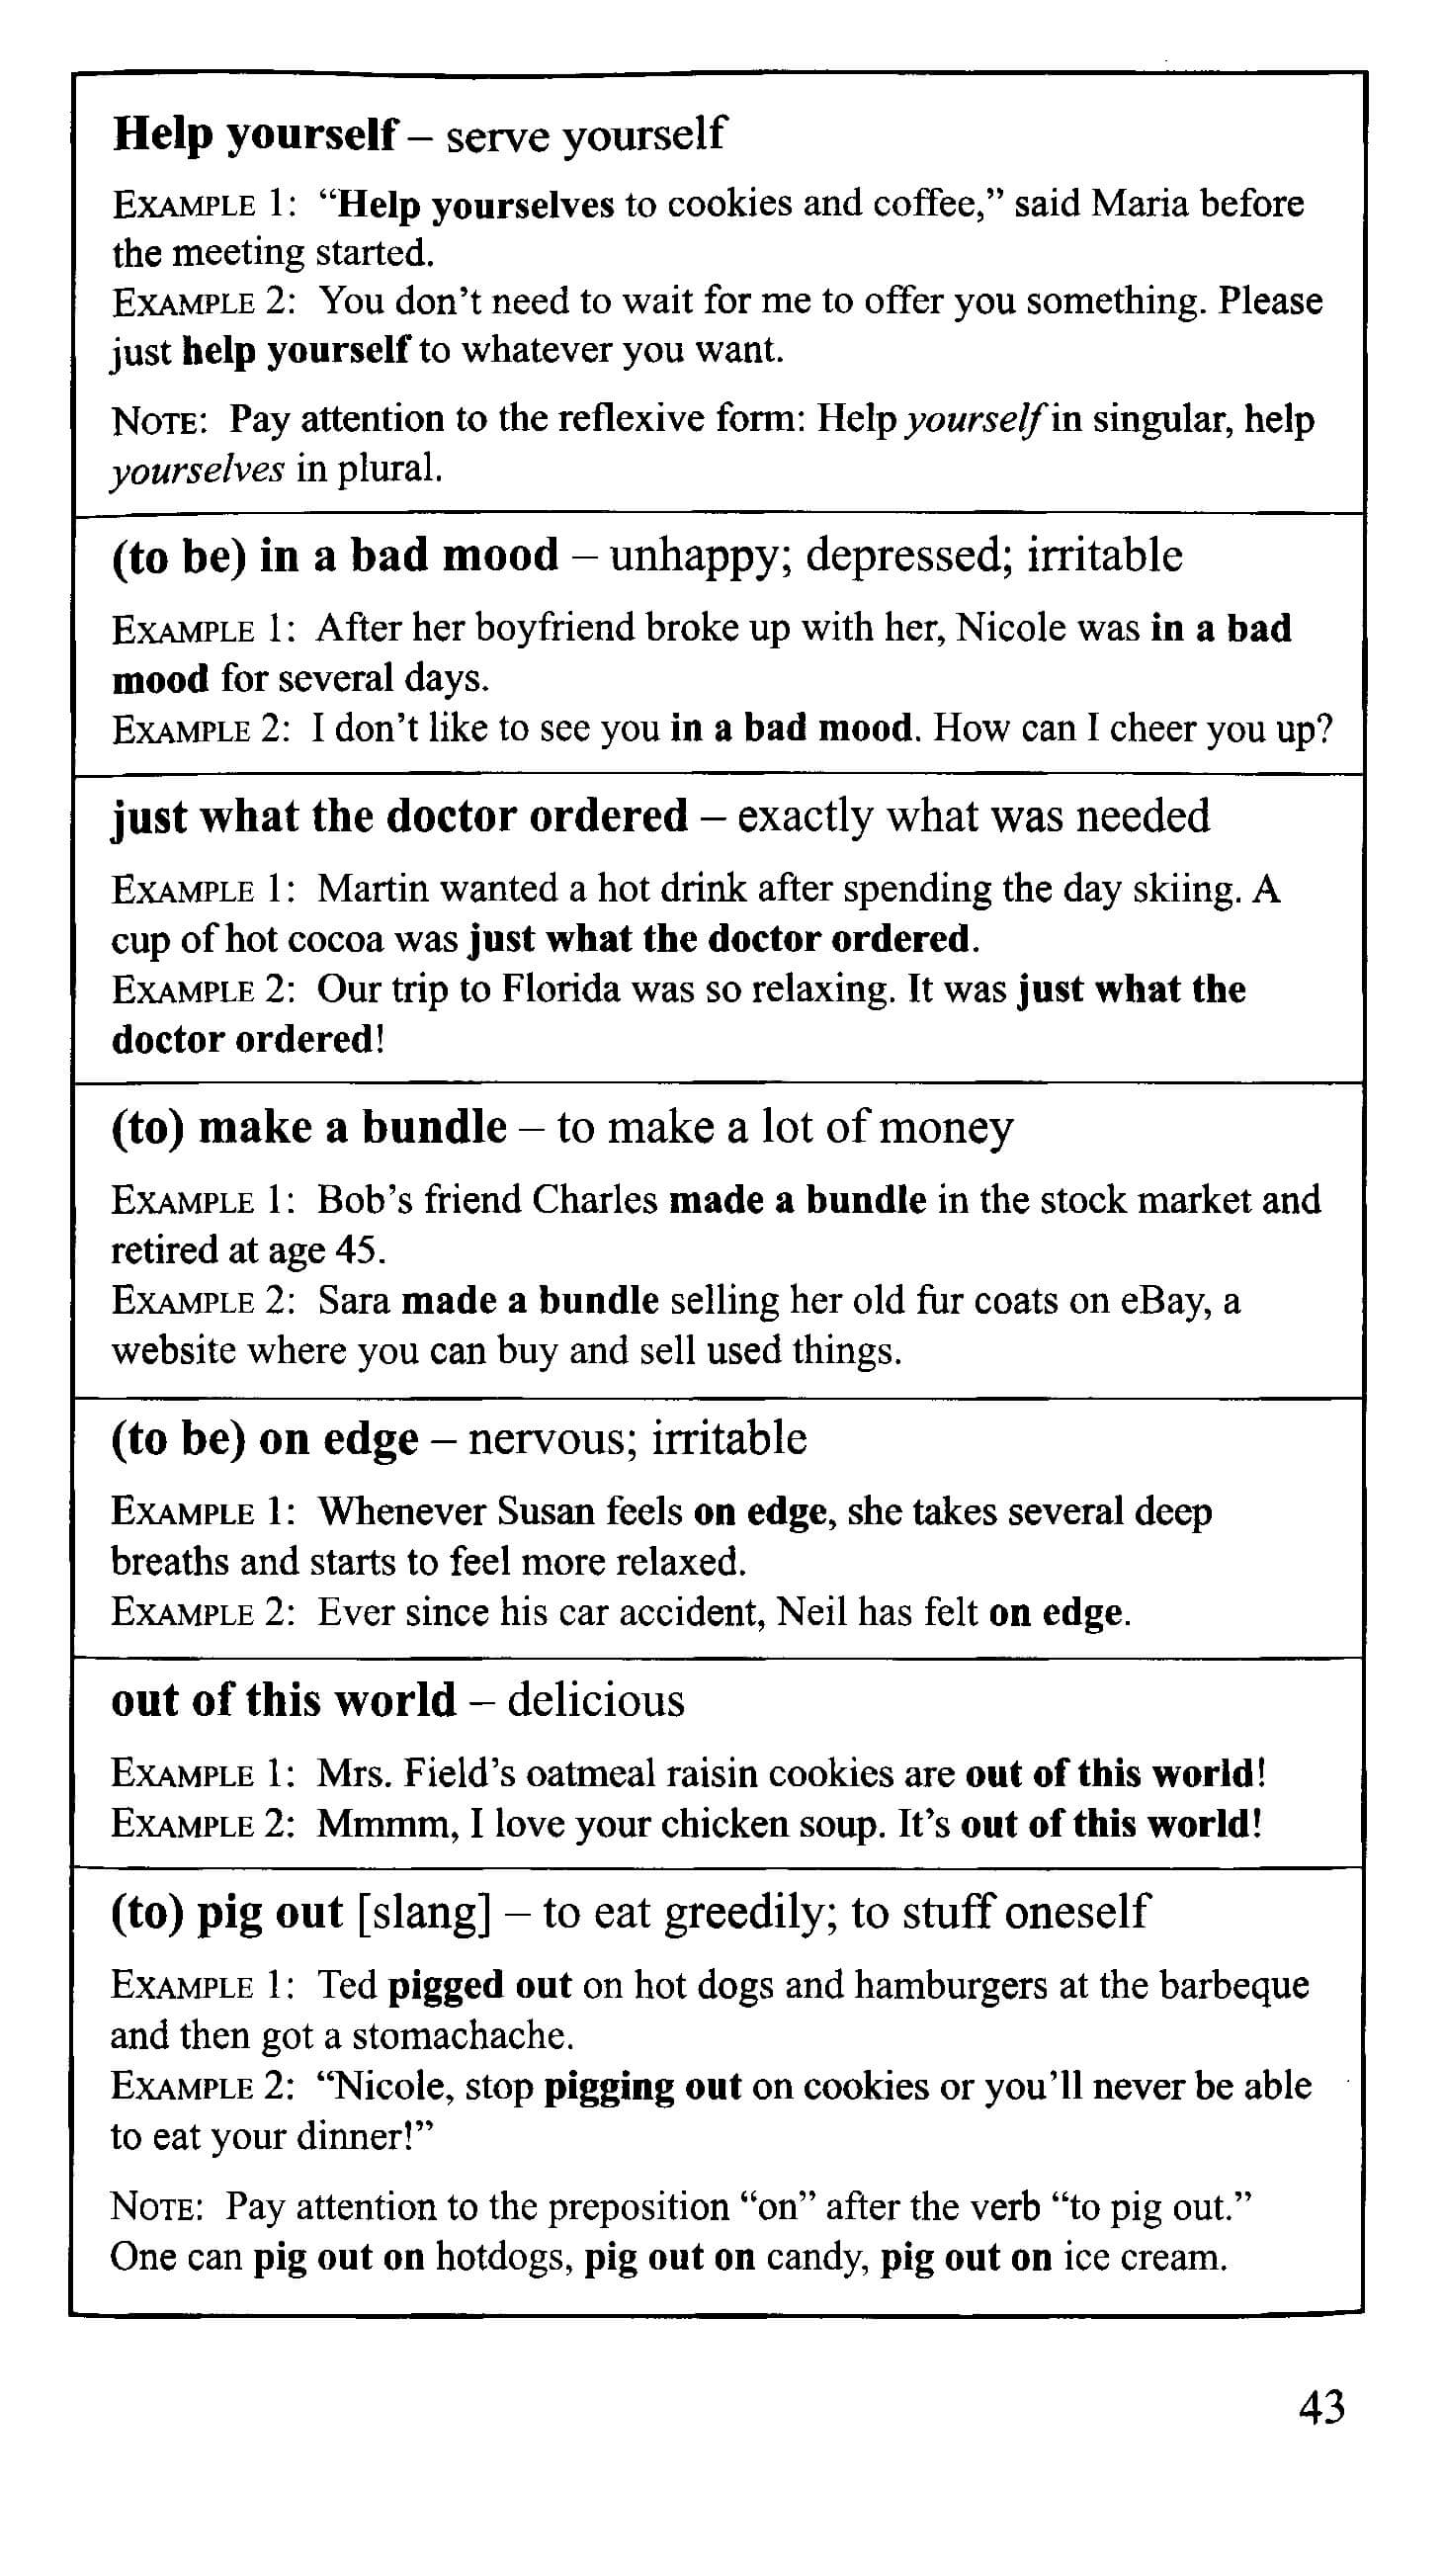 Help yourself – serve yourself
EXAMPLE 1: “Help yourselves to cookies and coffee,” said Maria before
the meeting started.
EXAMPLE 2: You don’t need to wait for me to offer you something. Please
just help yourself to whatever you want.
NOTE: Pay attention to the reflexive form: Help yourself in singular, help
yourselves in plural.
(to be) in a bad mood – unhappy; depressed; irritable
EXAMPLE 1: After her boyfriend broke up with her, Nicole was in a bad
mood for several days.
EXAMPLE 2: I don’t like to see you in a bad mood. How can I cheer you up?
just what the doctor ordered – exactly what was needed
EXAMPLE 1: Martin wanted a hot drink after spending the day skiing. A
cup of hot cocoa was just what the doctor ordered.
EXAMPLE 2: Our trip to Florida was so relaxing. It was just what the
doctor ordered!
(to) make a bundle – to make a lot of money
EXAMPLE 1: Bob’s friend Charles made a bundle in the stock market and
retired at age 45.
EXAMPLE 2: Sara made a bundle selling her old fur coats on eBay, a
website where you can buy and sell used things.
(to be) on edge – nervous; irritable
EXAMPLE 1: Whenever Susan feels on edge, she takes several deep
breaths and starts to feel more relaxed.
EXAMPLE 2: Ever since his car accident, Neil has felt on edge.
out of this world – delicious
EXAMPLE 1: Mrs. Field’s oatmeal raisin cookies are out of this world!
EXAMPLE 2: Mmmm, I love your chicken soup. It’s out of this world!
(to) pig out [slang] – to eat greedily; to stuff oneself
EXAMPLE 1: Ted pigged out on hot dogs and hamburgers at the barbeque
and then got a stomachache.
EXAMPLE 2: “Nicole, stop pigging out on cookies or you’ll never be able
to eat your dinner!”
NOTE: Pay attention to the preposition “on” after the verb “to pig out.”
One can pig out on hotdogs, pig out on candy, pig out on ice cream.
43